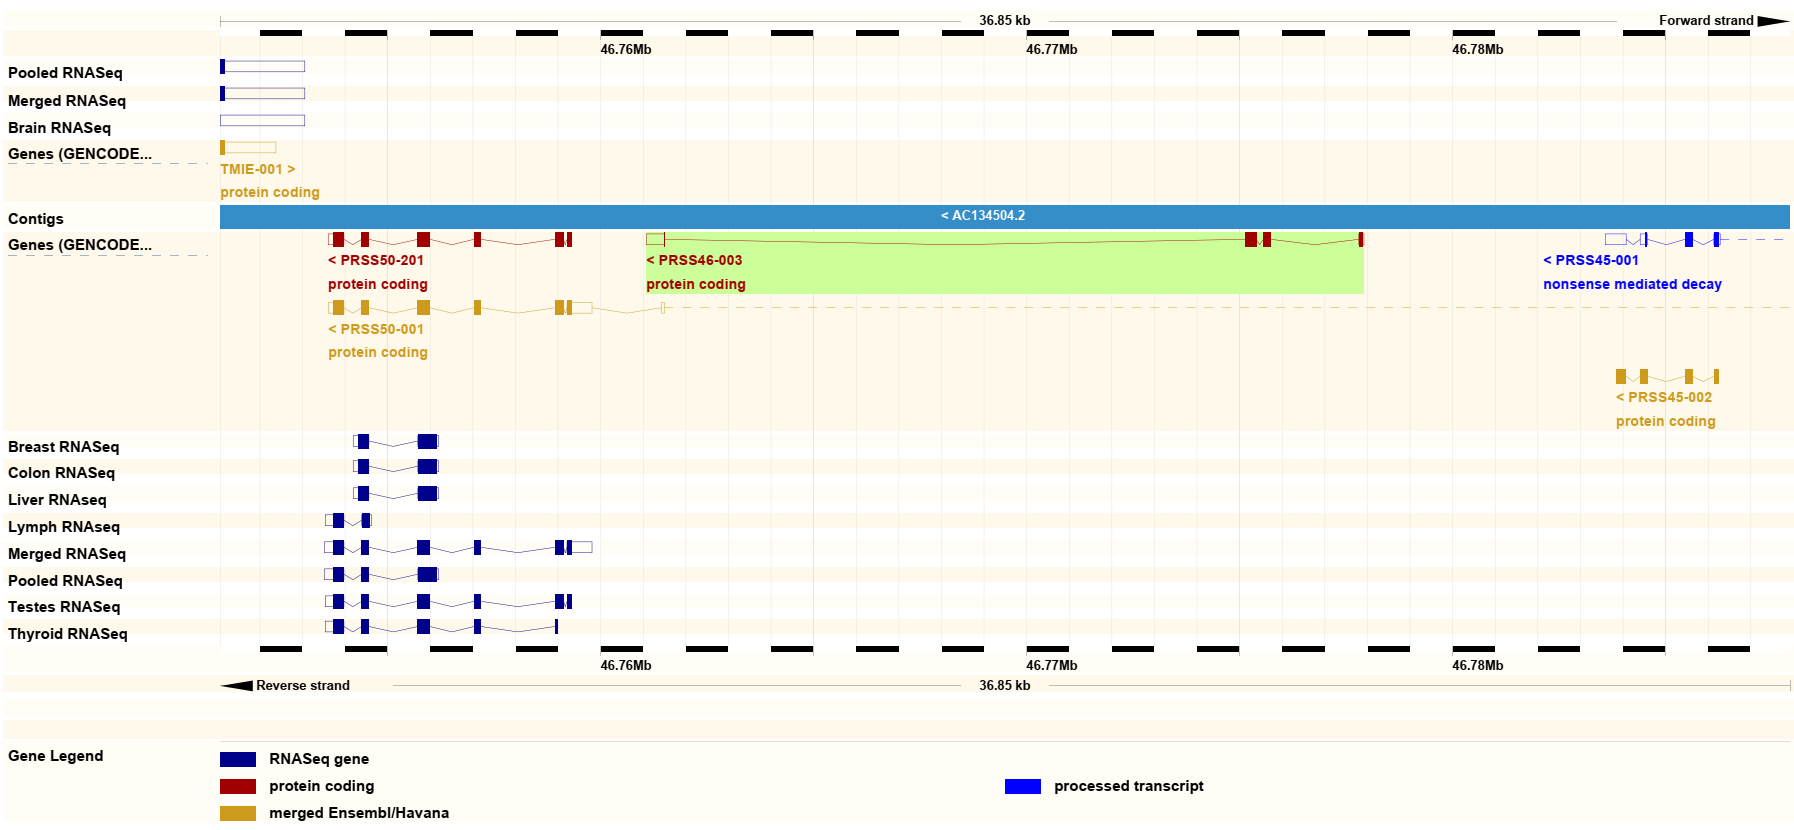 36.85 kb Forward strand
46.76Mb 46.77Mb 46.78Mb
Pooled RNASeq
Merged RNASeq
Brain RNASeq
Genes (GENCODE...
TMIE-001 >
protein coding
Contigs < AC134504.2
Genes (GENCODE...
< PRSS50-201 < PRSS46-003 < PRSS45-001
protein coding protein coding nonsense mediated decay
< PRSS50-001
protein coding
< PRSS45-002
protein coding
Breast RNASeq
Colon RNASeq
Liver RNAseq
Lymph RNAseq
Merged RNASeq
Pooled RNASeq
Testes RNASeq
Thyroid RNASeq
46.76Mb 46.77Mb 46.78Mb
Reverse strand 36.85 kb
Gene Legend RNASeq gene
protein coding processed transcript
merged Ensembl/Havana